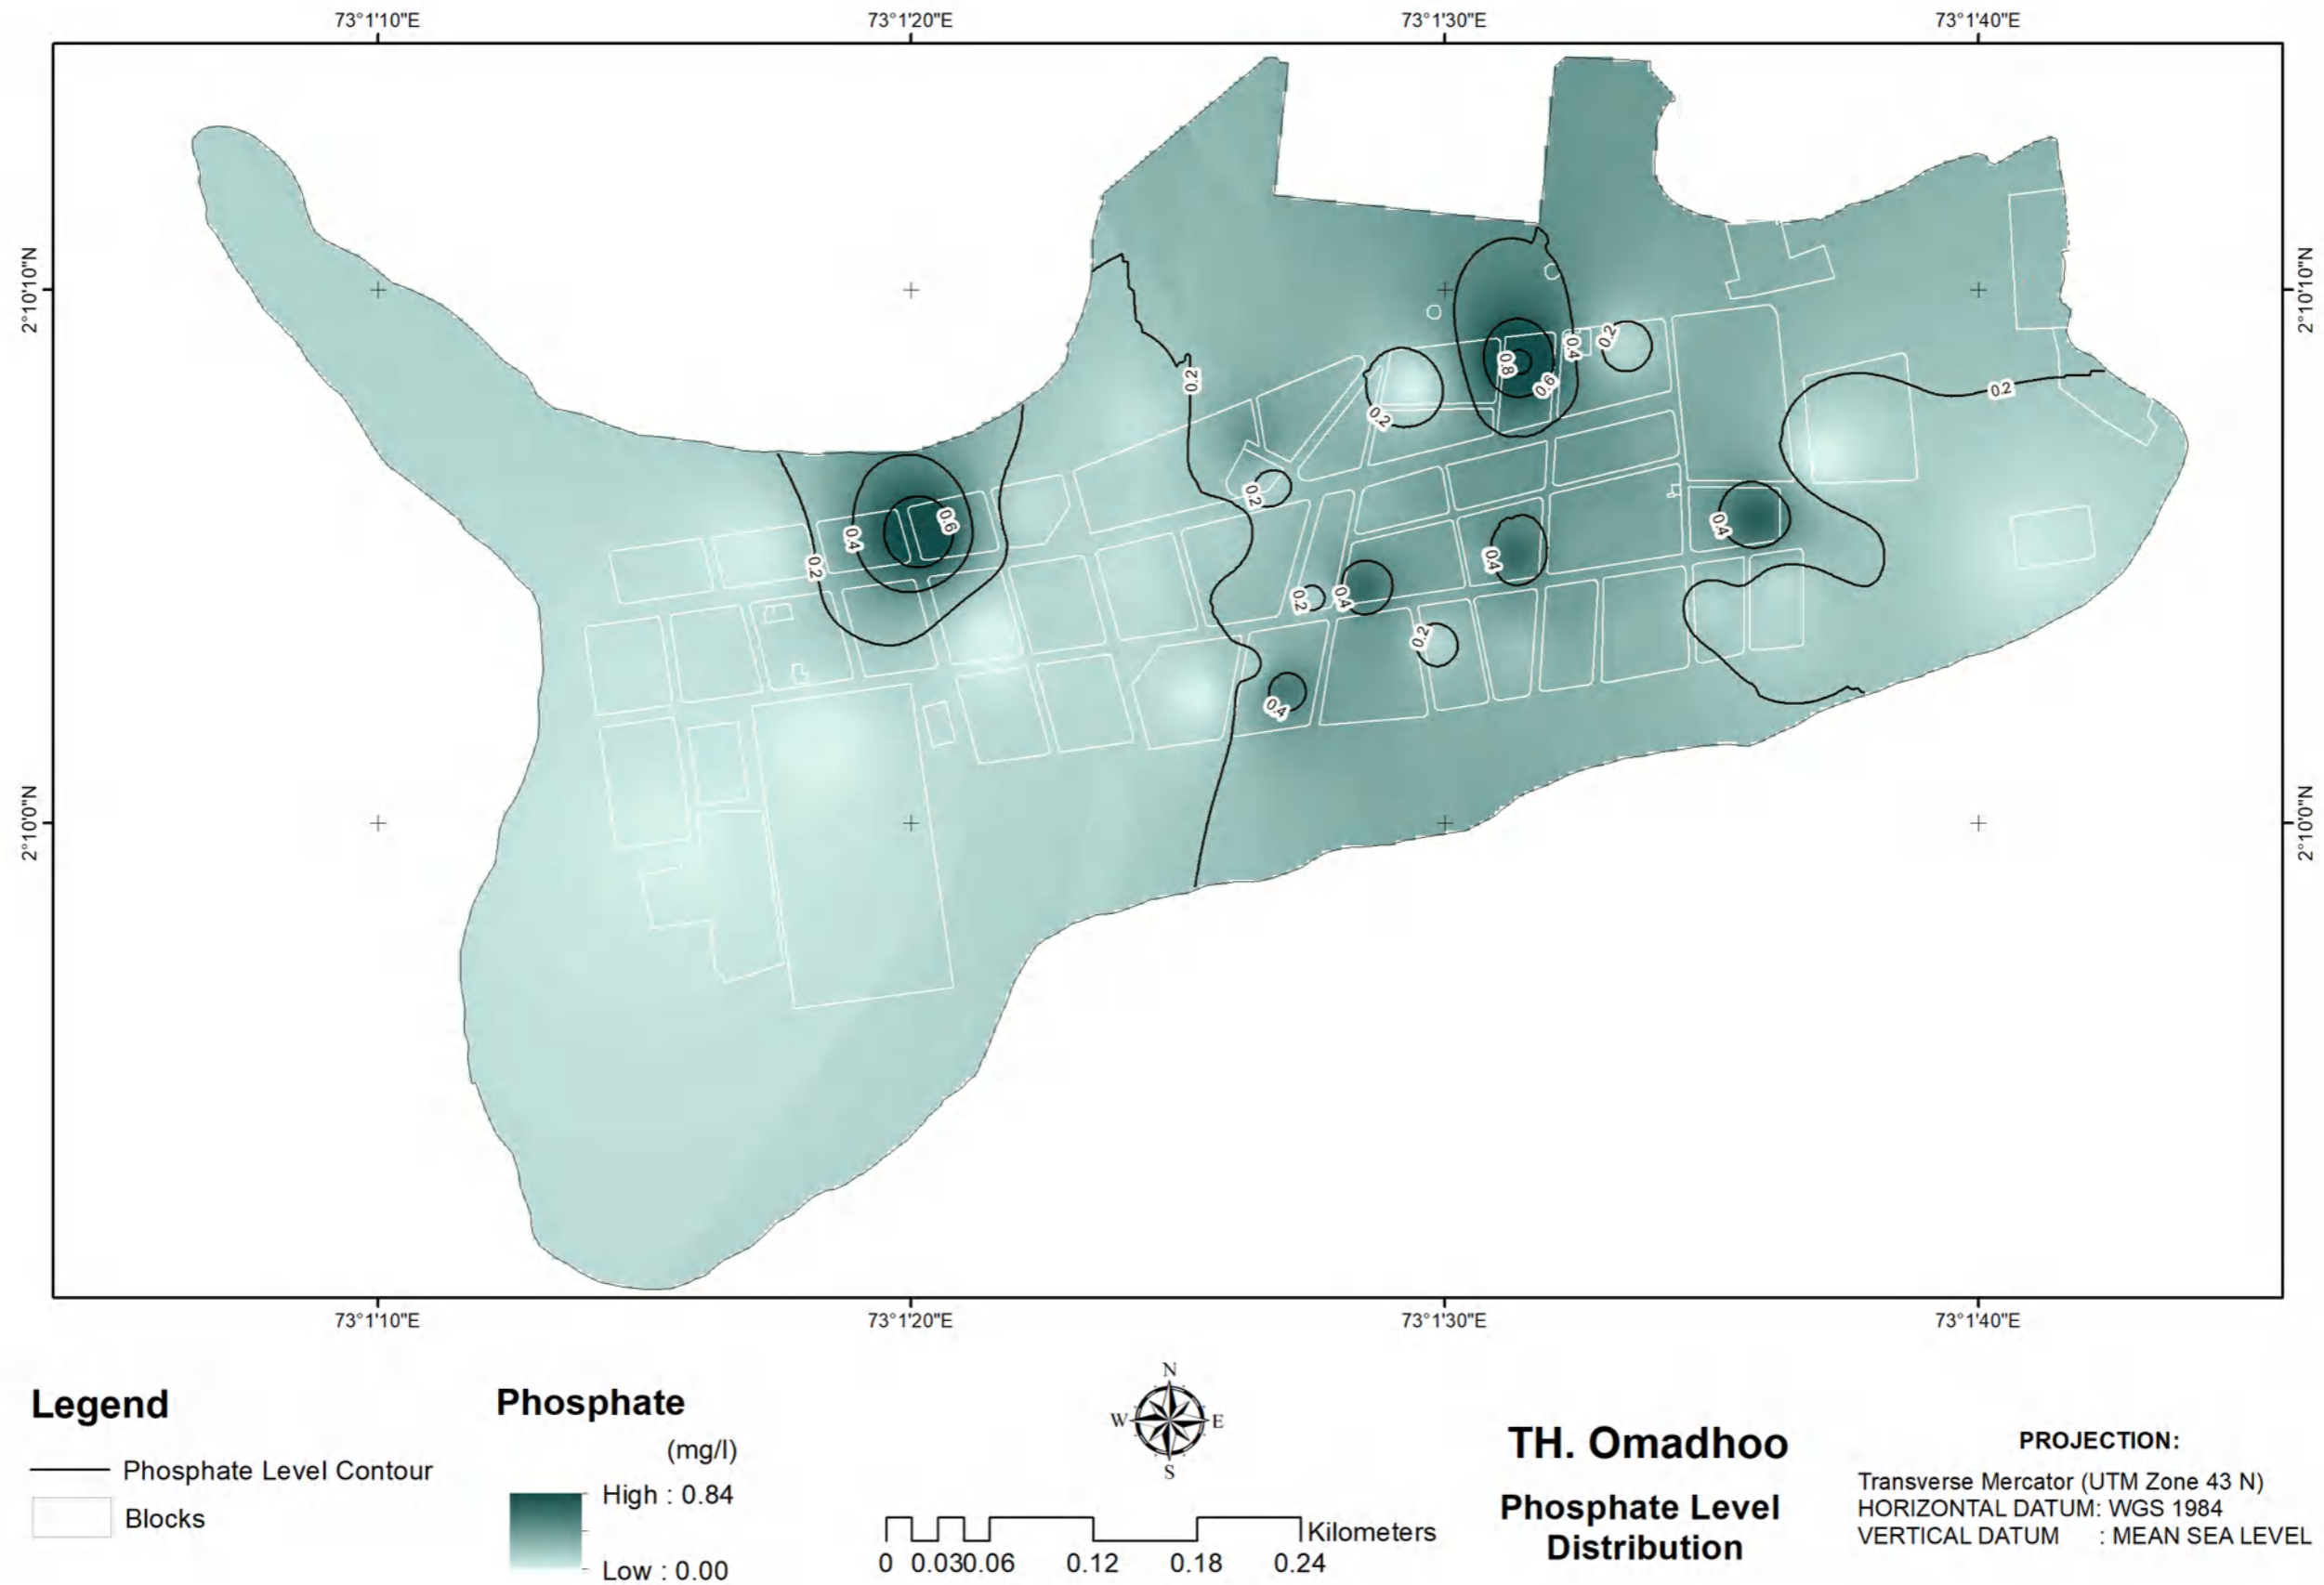 73°1'10"E
73°1'20"E
73°1'30"E
73°1'40"E
2°10'10"N
2°10'10"N
0.2
0.2
0.4
0.8
0.6
0.2
0.2
0.2
0.6
0.4
0.2
0.4
0.4
0.2
0.4
0.2
0.4
2°10'0"N
2°10'0"N
73°1'10"E
73°1'20"E
73°1'30"E
73°1'40"E
Legend
Phosphate Level Contour
Blocks
Phosphate
(mg/l)
High : 0.84
Low : 0.00
N
W
E
S
Kilometers
0 0.03 0.06 0.12 0.18 0.24
TH. Omadhoo
Phosphate Level
Distribution
PROJECTION:
Transverse Mercator (UTM Zone 43 N)
HORIZONTAL DATUM: WGS 1984
VERTICAL DATUM : MEAN SEA LEVEL